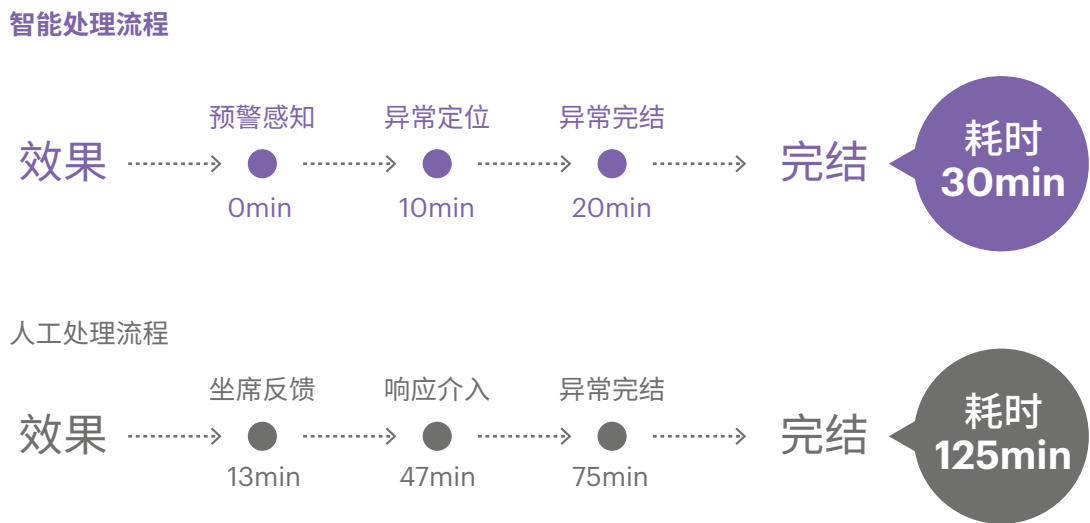 智能处理流程
预警感知 异常定位 异常完结
效果 完结
0min 10min 20min
耗时
30min
人工处理流程
坐席反馈 响应介入 异常完结
效果 完结
13min 47min 75min
耗时
125min